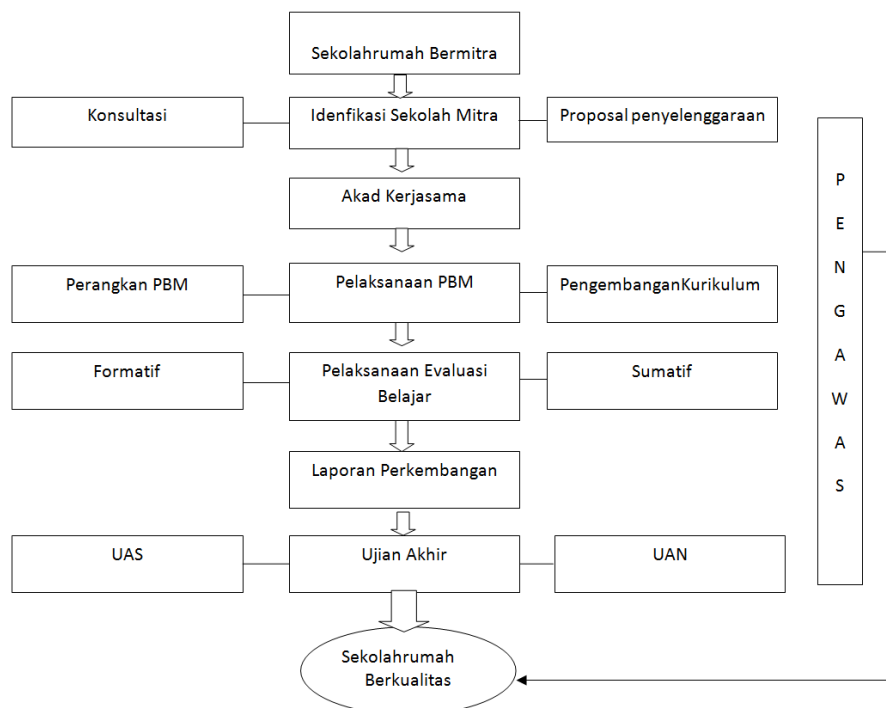 Sekolahrumah Bermitra
Konsultasi
Idenfikasi Sekolah Mitra
Proposal penyelenggaraan
Akad Kerjasama
Perangkan PBM
Pelaksanaan PBM
PengembanganKurikulum
Formatif
Pelaksanaan Evaluasi
Belajar
Sumatif
Laporan Perkembangan
UAS
Ujian Akhir
UAN
Sekolahrumah
Berkualitas
P
E
N
G
A
W
A
S